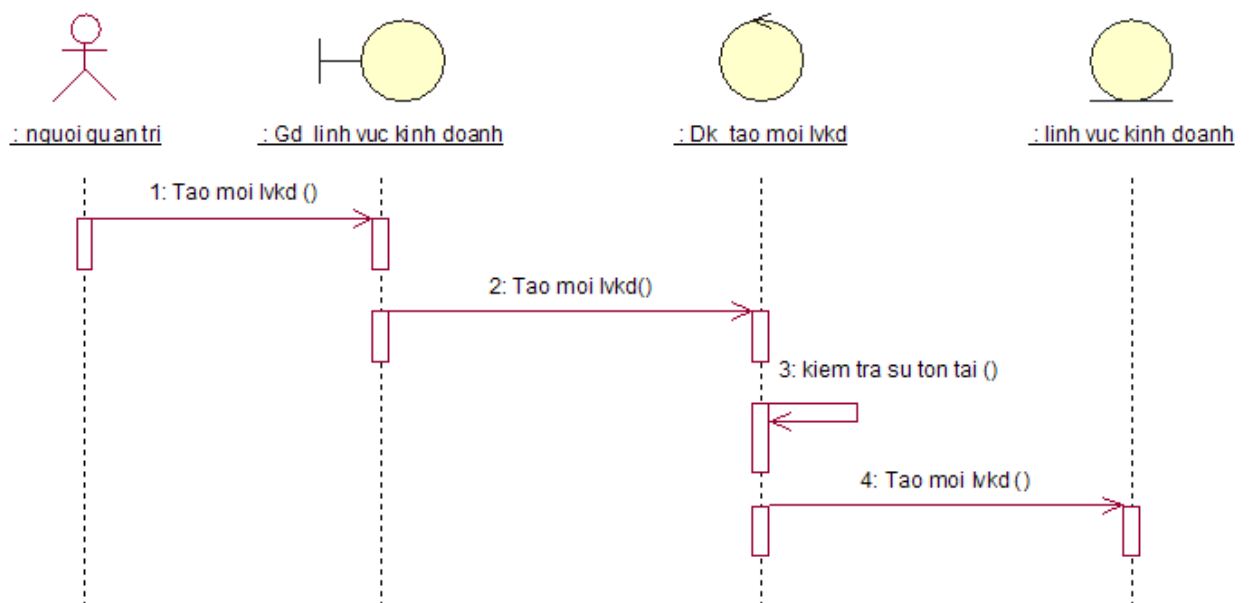 : nguoi quan tri
: Gd_linh vuc kinh doanh
: Dk_tao moi lvkd
: linh vuc kinh doanh
1: Tao moi lvkd ()
2: Tao moi lvkd()
3: kiem tra su ton tai ()
4: Tao moi lvkd ()